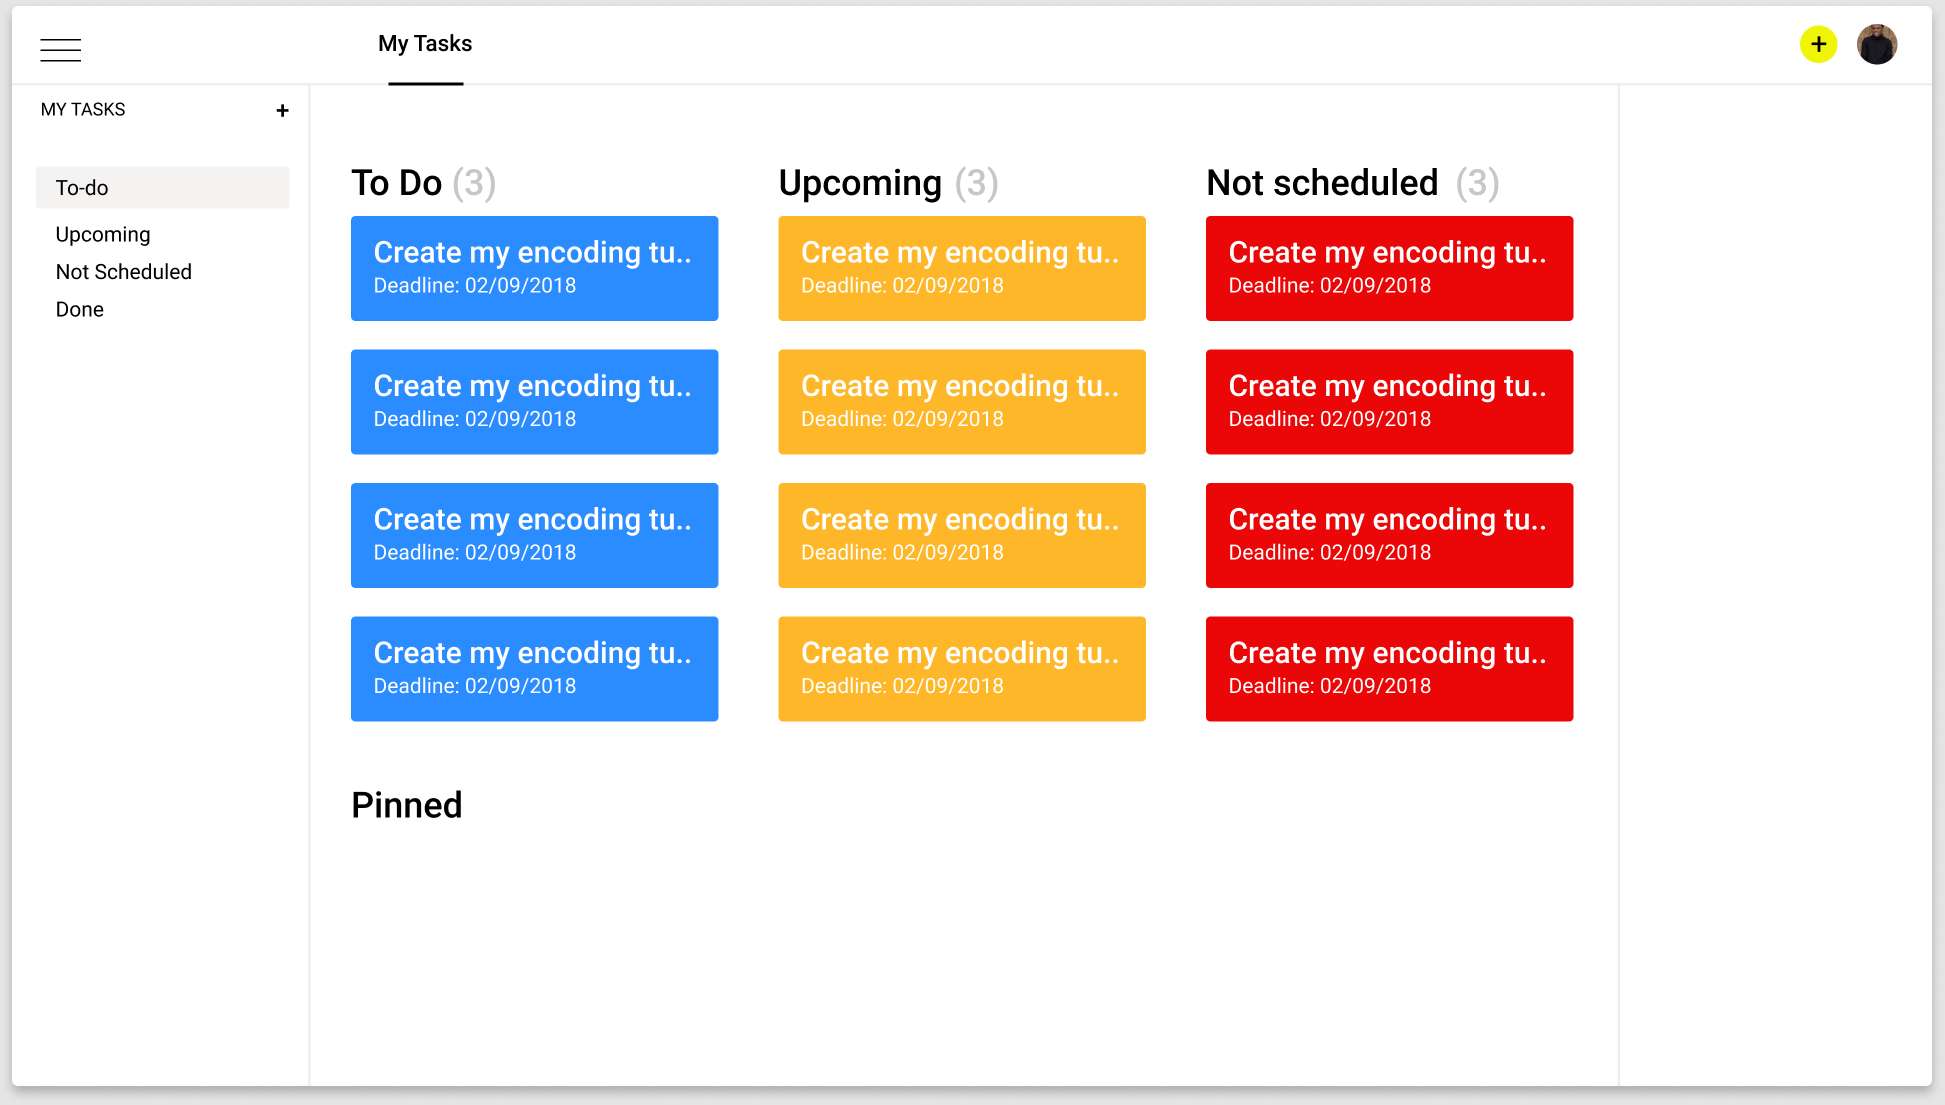 My Tasks
+
MY TASKS
+
To-do
Upcoming
Not Scheduled
Done
To Do (3)
Create my encoding tu..
Deadline: 02/09/2018
Create my encoding tu..
Deadline: 02/09/2018
Create my encoding tu..
Deadline: 02/09/2018
Create my encoding tu..
Deadline: 02/09/2018
Upcoming (3)
Create my encoding tu..
Deadline: 02/09/2018
Create my encoding tu..
Deadline: 02/09/2018
Create my encoding tu..
Deadline: 02/09/2018
Create my encoding tu..
Deadline: 02/09/2018
Not scheduled (3)
Create my encoding tu..
Deadline: 02/09/2018
Create my encoding tu..
Deadline: 02/09/2018
Create my encoding tu..
Deadline: 02/09/2018
Create my encoding tu..
Deadline: 02/09/2018
Pinned